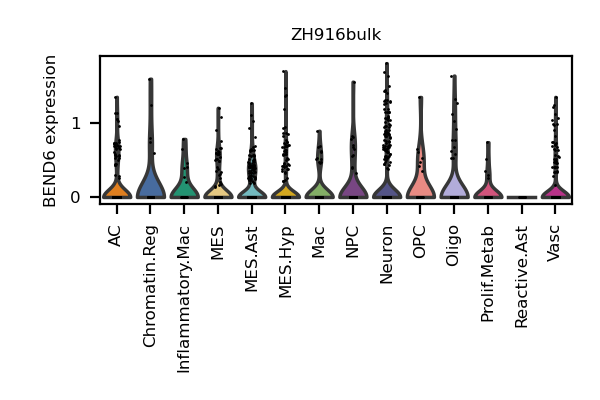 ZH916bulk
BEND6 expression
1
0
AC
Chromatin.Reg
Inflammatory.Mac
MES
MES.Ast
MES.Hyp
Mac
NPC
Neuron
OPC
Oligo
Prolif.Metab
Reactive.Ast
Vasc